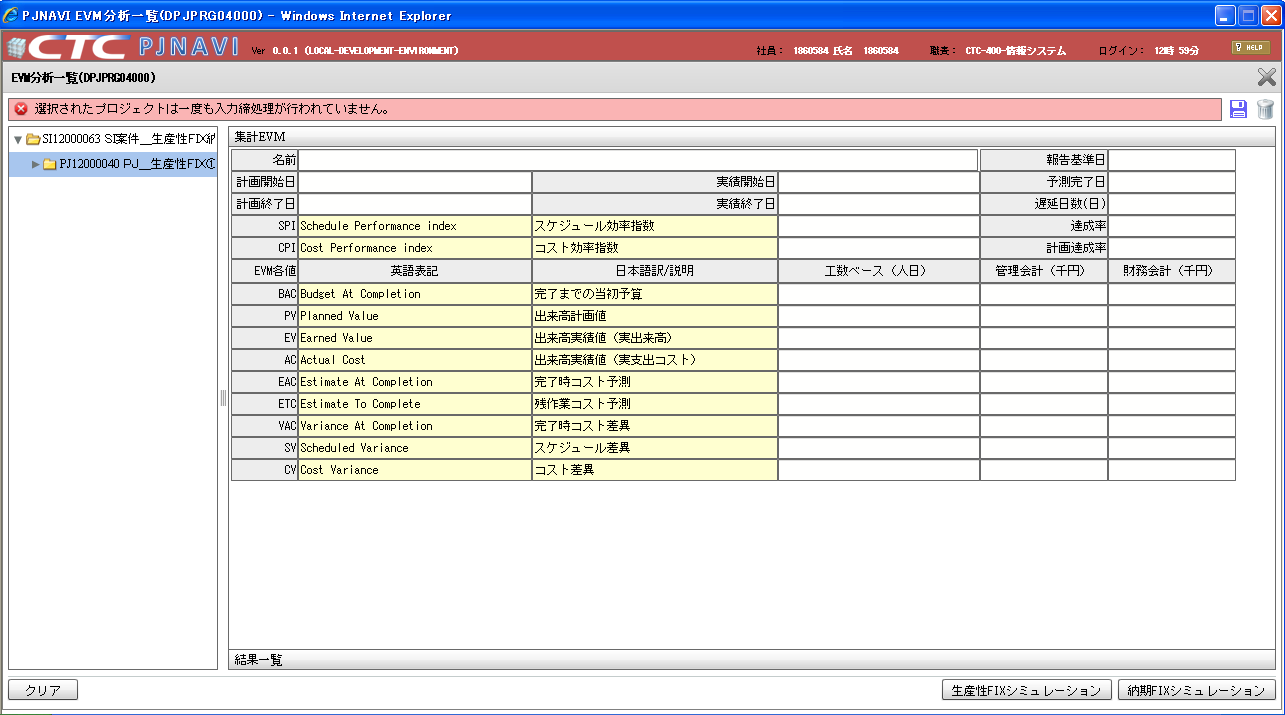 PJNAVI EVM分析一覧(DPJPRG04000) - Windows Internet Explorer
CTC PJNAVI Ver 0.0.1 (LOCAL-DEVELOPMENT-ENVIRONMENT) 社員： 1860584 氏名 1860584 職責： CTC-400-情報システム ログイン： 12時 59分 ? HELP
EVM分析一覧(DPJPRG04000)
選択されたプロジェクトは一度も入力締処理が行われていません。
SI12000063 SI案件__生産性FIX納
PJ12000040 PJ__生産性FIX①
集計EVM
名前 報告基準日
計画開始日 実績開始日 予測完了日
計画終了日 実績終了日 遅延日数(日)
SPI Schedule Performance index スケジュール効率指数 達成率
CPI Cost Performance index コスト効率指数 計画達成率
EVM各値 英語表記 日本語訳/説明 工数ベース（人日） 管理会計（千円） 財務会計（千円）
BAC Budget At Completion 完了までの当初予算
PV Planned Value 出来高計画値
EV Earned Value 出来高実績値（実出来高）
AC Actual Cost 出来高実績値（実支出コスト）
EAC Estimate At Completion 完了時コスト予測
ETC Estimate To Complete 残作業コスト予測
VAC Variance At Completion 完了時コスト差異
SV Scheduled Variance スケジュール差異
CV Cost Variance コスト差異
結果一覧
クリア 生産性FIXシミュレーション 納期FIXシミュレーション